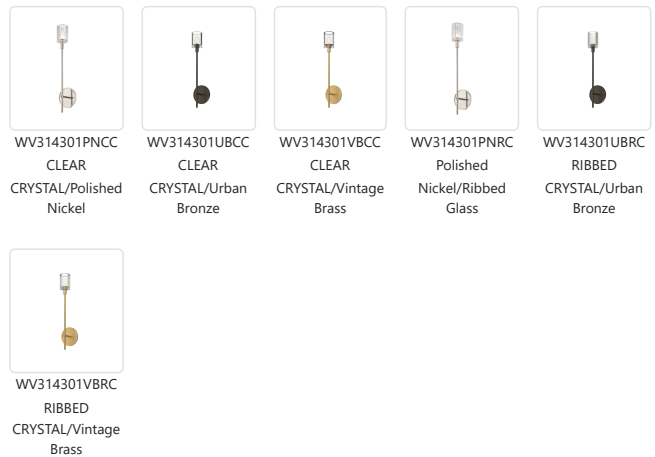 WV314301PNCC
CLEAR
CRYSTAL/Polished
Nickel
WV314301UBCC
CLEAR
CRYSTAL/Urban
Bronze
WV314301VBCC
CLEAR
CRYSTAL/Vintage
Brass
WV314301PNRC
Polished
Nickel/Ribbed
Glass
WV314301UBRC
RIBBED
CRYSTAL/Urban
Bronze
WV314301VBRC
RIBBED
CRYSTAL/Vintage
Brass